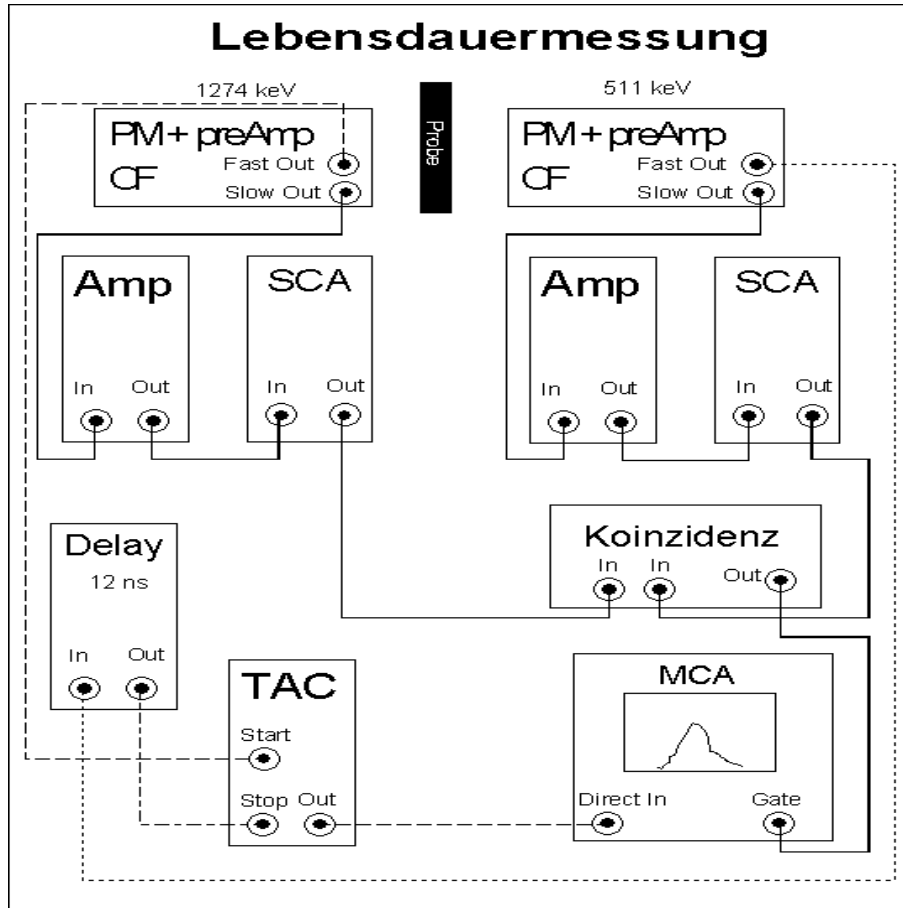 Lebensdauermessung
1274 keV
511 keV
PM + preAmp
CF
Fast Out
Slow Out
Probe
PM + preAmp
CF
Fast Out
Slow Out
Amp
In Out
SCA
In Out
Amp
In Out
SCA
In Out
Delay
12 ns
In Out
Koinzidenz
In In Out
TAC
Start
Stop Out
MCA
Direct In Gate